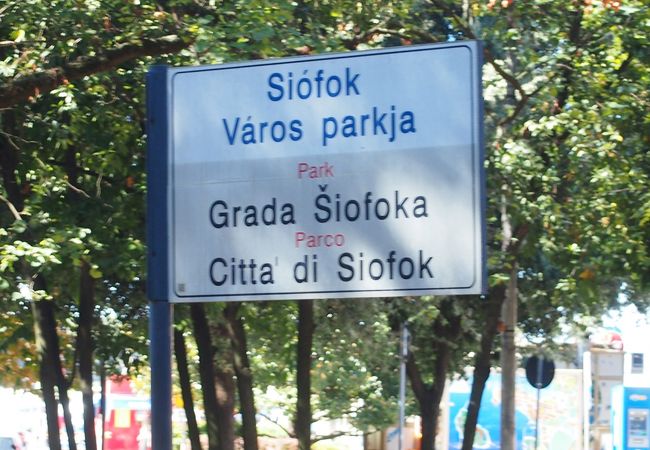 Siófok
Város parkja
Park
Grada Šiofoka
Parco
Citta' di Siofok